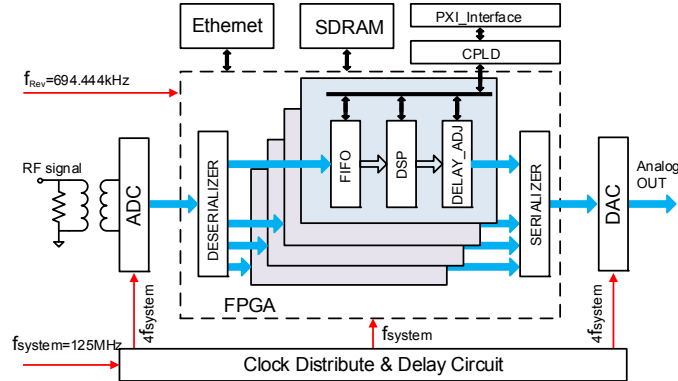 Ethernet
SDRAM
PXI_Interface
CPLD
fRev=694.444kHz
RF signal
ADC
DESERIALIZER
FIFO
DSP
DELAY_ADJ
SERIALIZER
DAC
Analog
OUT
FPGA
4fsystem
fsystem
4fsystem
fsystem=125MHz
Clock Distribute & Delay Circuit